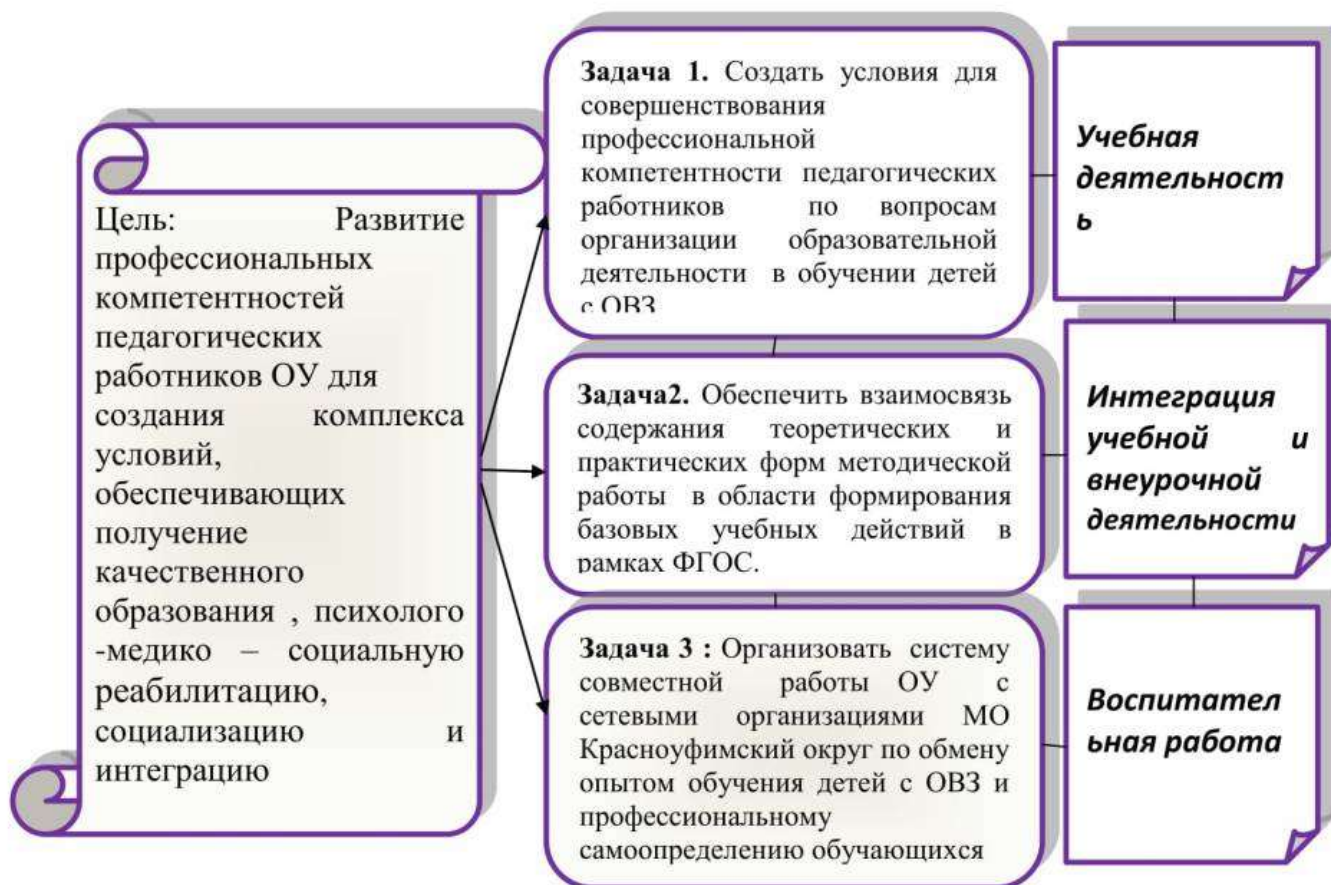 Цель: Развитие
профессиональных
компетентностей
педагогических
работников ОУ для
создания комплекса
условий,
обеспечивающих
получение
качественного
образования , психолого
-медико – социальную
реабилитацию,
социализацию и
интеграцию
Задача 1. Создать условия для
совершенствования
профессиональной
компетентности педагогических
работников по вопросам
организации образовательной
деятельности в обучении детей
с ОВЗ
Задача2. Обеспечить взаимосвязь
содержания теоретических и
практических форм методической
работы в области формирования
базовых учебных действий в
рамках ФГОС.
Задача 3 : Организовать систему
совместной работы ОУ с
сетевыми организациями МО
Красноуфимский округ по обмену
опытом обучения детей с ОВЗ и
профессиональному
самоопределению обучающихся
Учебная
деятельност
ь
Интеграция
учебной и
внеурочной
деятельности
Воспитател
ьная работа